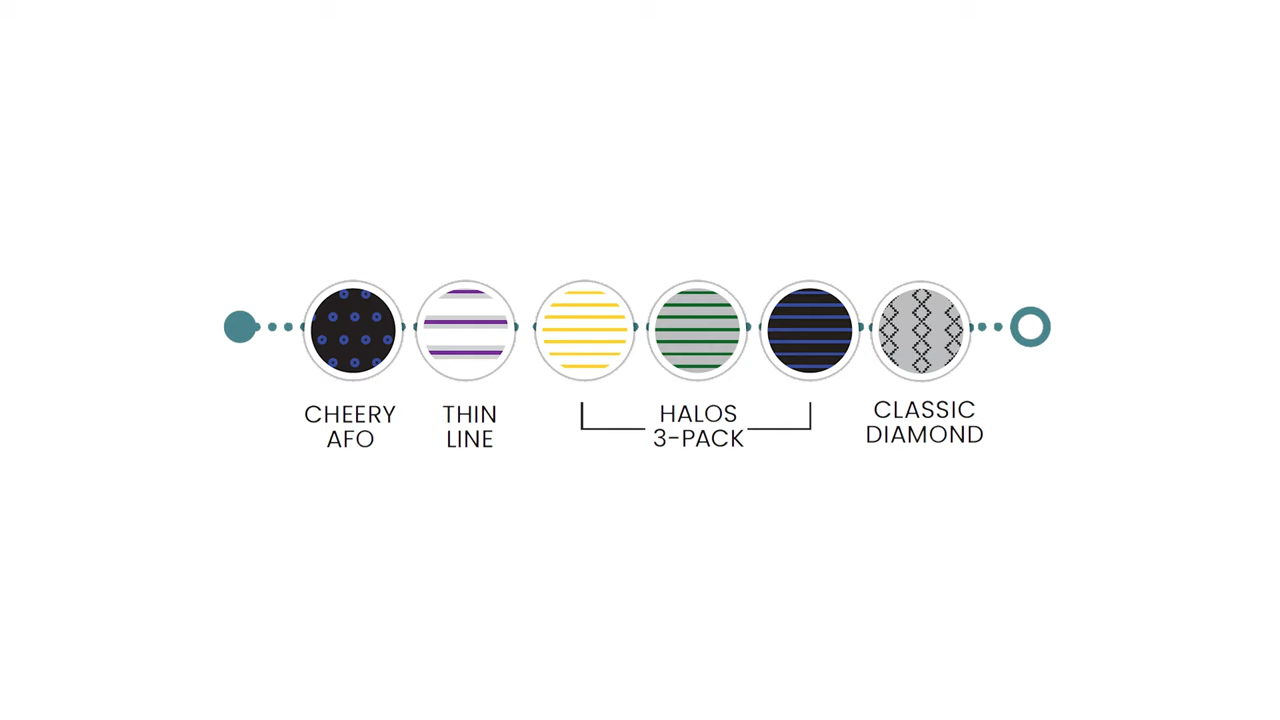 CHEERY
AFO
THIN
LINE
HALOS
3-PACK
CLASSIC
DIAMOND